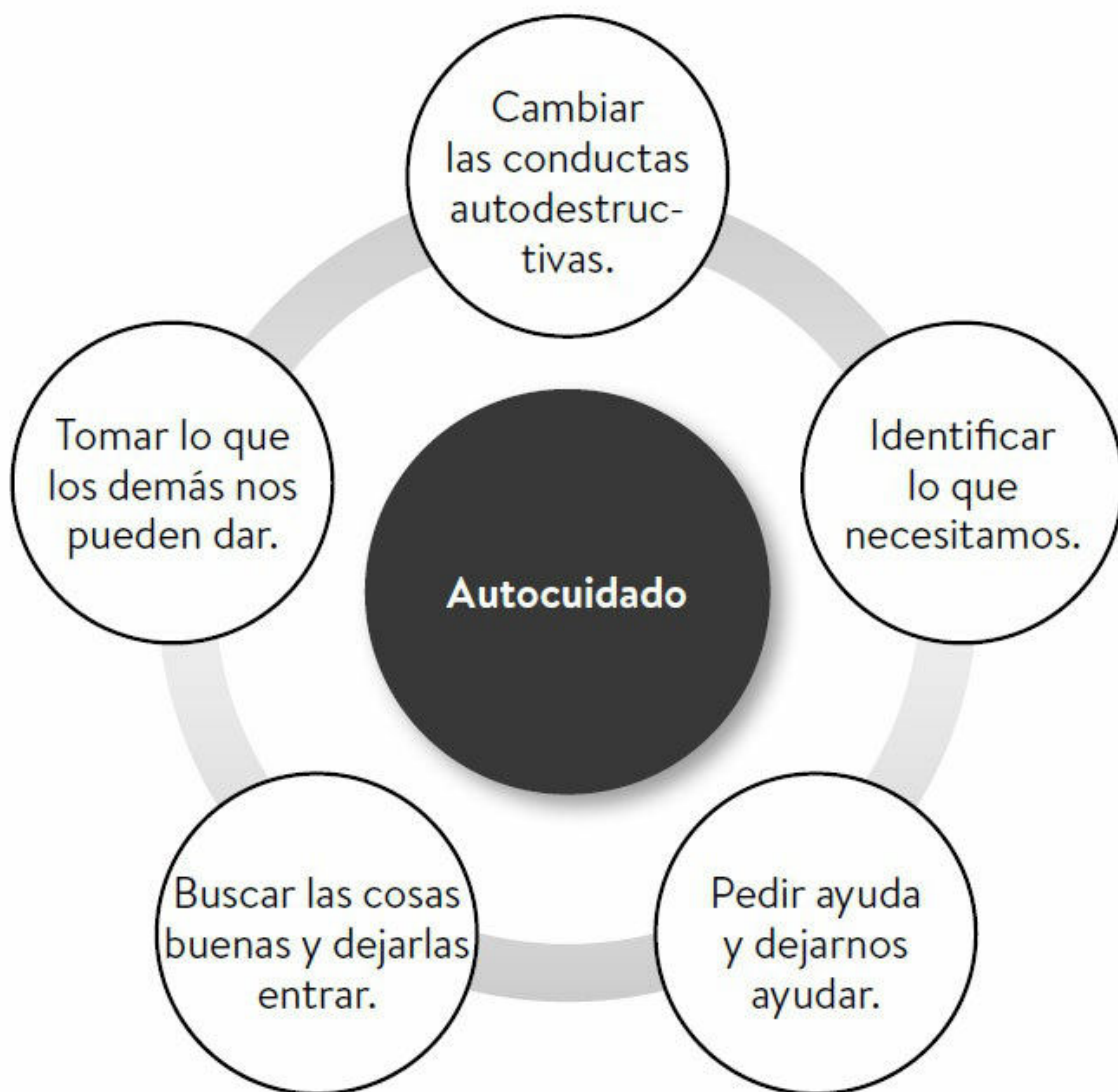 Cambiar
las conductas
autodestruc-
tivas.
Tomar lo que
los demás nos
pueden dar.
Identificar
lo que
necesitamos.
Autocuidado
Buscar las cosas
buenas y dejarlas
entrar.
Pedir ayuda
y dejarnos
ayudar.